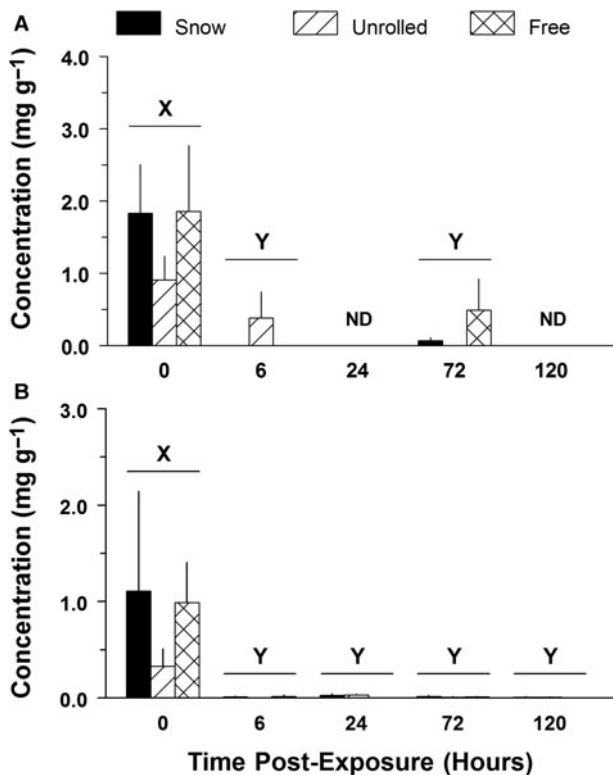 A
Snow Unrolled Free
Concentration (mg g⁻¹)
4.0
3.0
2.0
1.0
0.0
X
Y
ND
Y
ND
0 6 24 72 120
B
Concentration (mg g⁻¹)
3.0
2.0
1.0
0.0
X
Y Y Y Y
0 6 24 72 120
Time Post-Exposure (Hours)